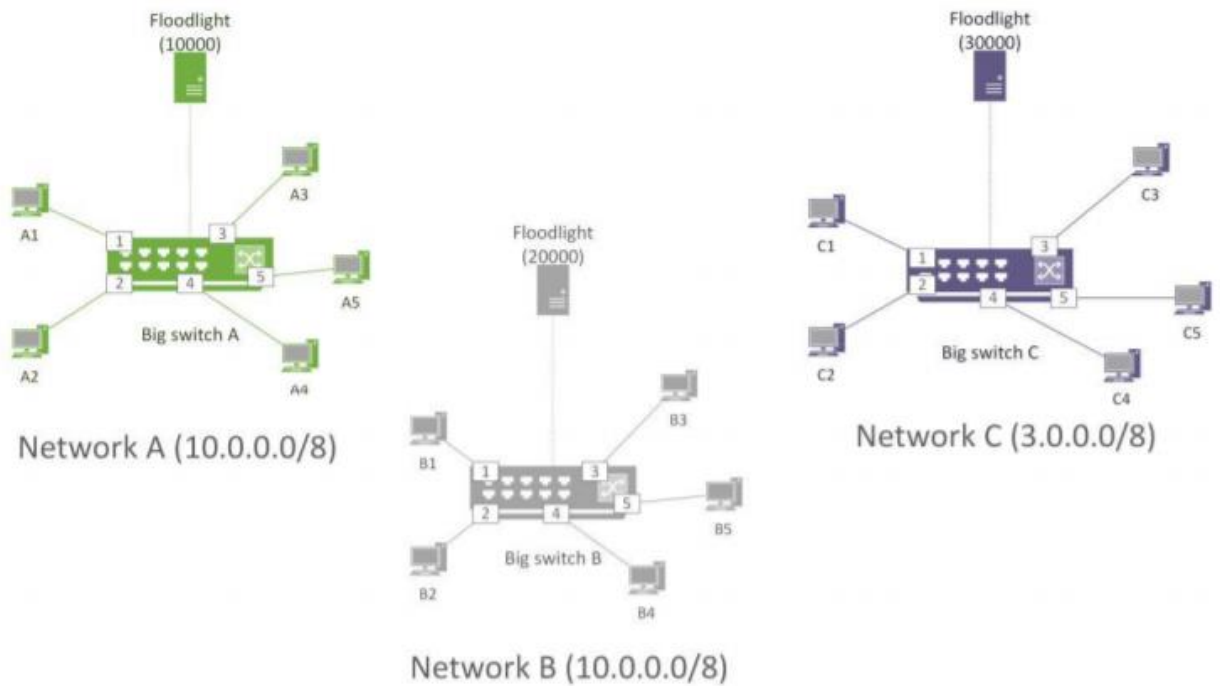 Floodlight
(10000)
A3
A1
1
3
2
4
5
A5
Big switch A
A2
A4
Network A (10.0.0.0/8)
Floodlight
(20000)
B3
B1
1
3
2
4
5
B5
Big switch B
B2
B4
Network B (10.0.0.0/8)
Floodlight
(30000)
C3
C1
1
3
2
4
5
C5
Big switch C
C2
C4
Network C (3.0.0.0/8)